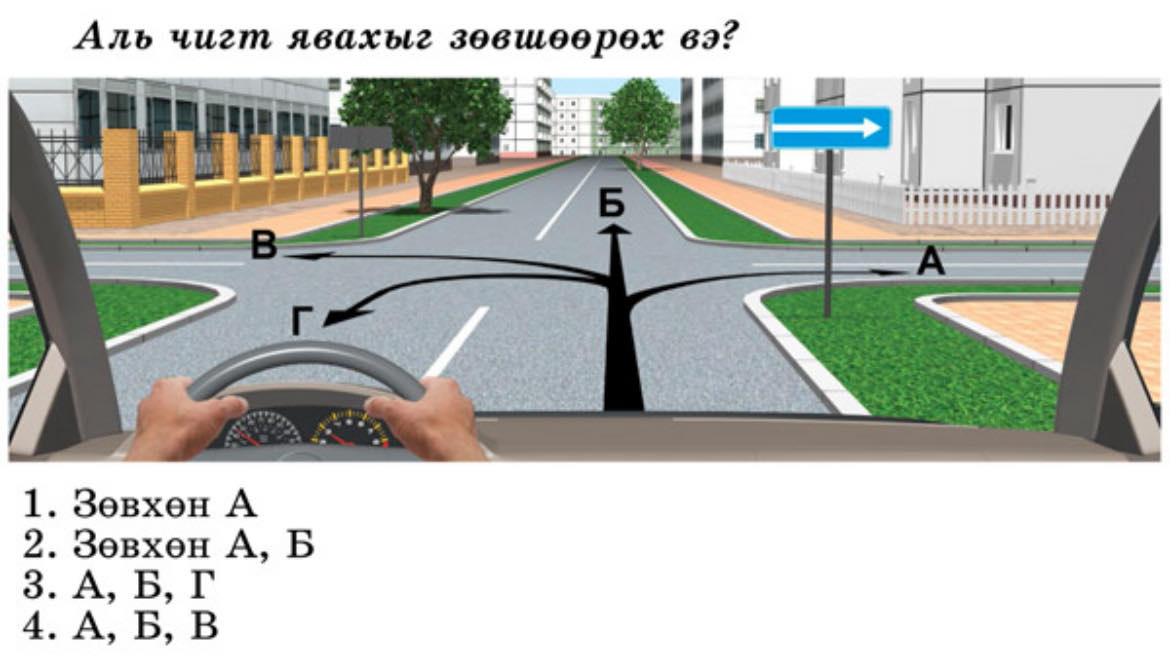 Аль чигт явахыг зөвшөөрөх вэ?
Б
В
А
Г
1. Зөвхөн А
2. Зөвхөн А, Б
3. А, Б, Г
4. А, Б, В